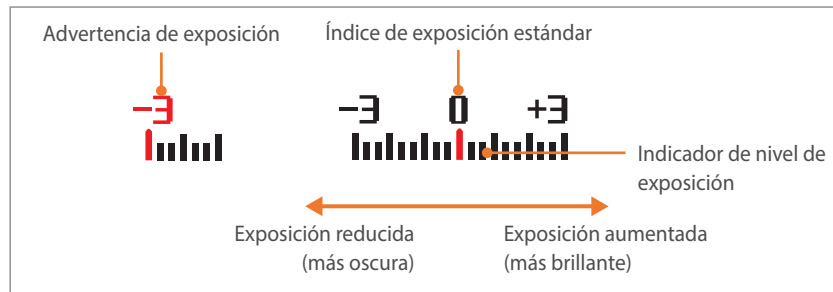 Advertencia de exposición
Índice de exposición estándar
-3
-3 0 +3
Indicador de nivel de
exposición
Exposición reducida
(más oscura)
Exposición aumentada
(más brillante)